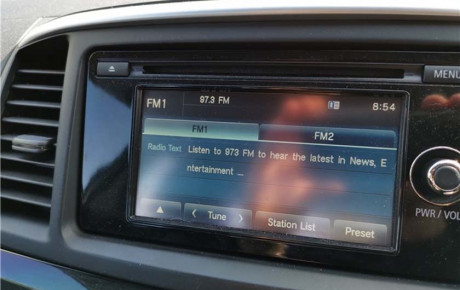 MENU
FM1 97.3 FM 8:54
FM1 FM2
Radio Text Listen to 973 FM to hear the latest in News, E
ntertainment ...
Tune Station List Preset
PWR / VOL